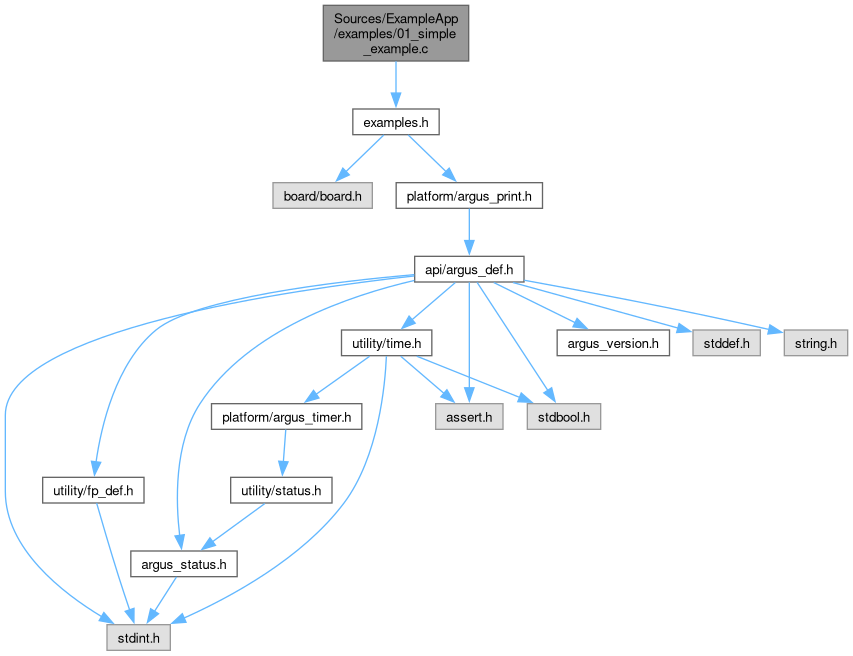 Sources/ExampleApp
/examples/01_simple
_example.c
examples.h
board/board.h
platform/argus_print.h
api/argus_def.h
utility/time.h
argus_version.h
stddef.h
string.h
platform/argus_timer.h
assert.h
stdbool.h
utility/fp_def.h
utility/status.h
argus_status.h
stdint.h